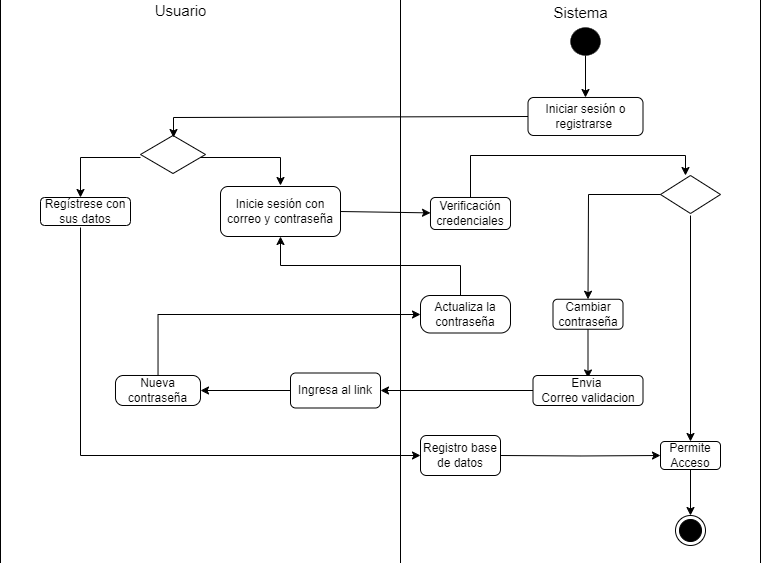 Usuario
Sistema
Iniciar sesión o
registrarse
Regístrese con
sus datos
Inicie sesión con
correo y contraseña
Verificación
credenciales
Actualiza la
contraseña
Cambiar
contraseña
Nueva
contraseña
Ingresa al link
Envia
Correo validacion
Registro base
de datos
Permite
Acceso